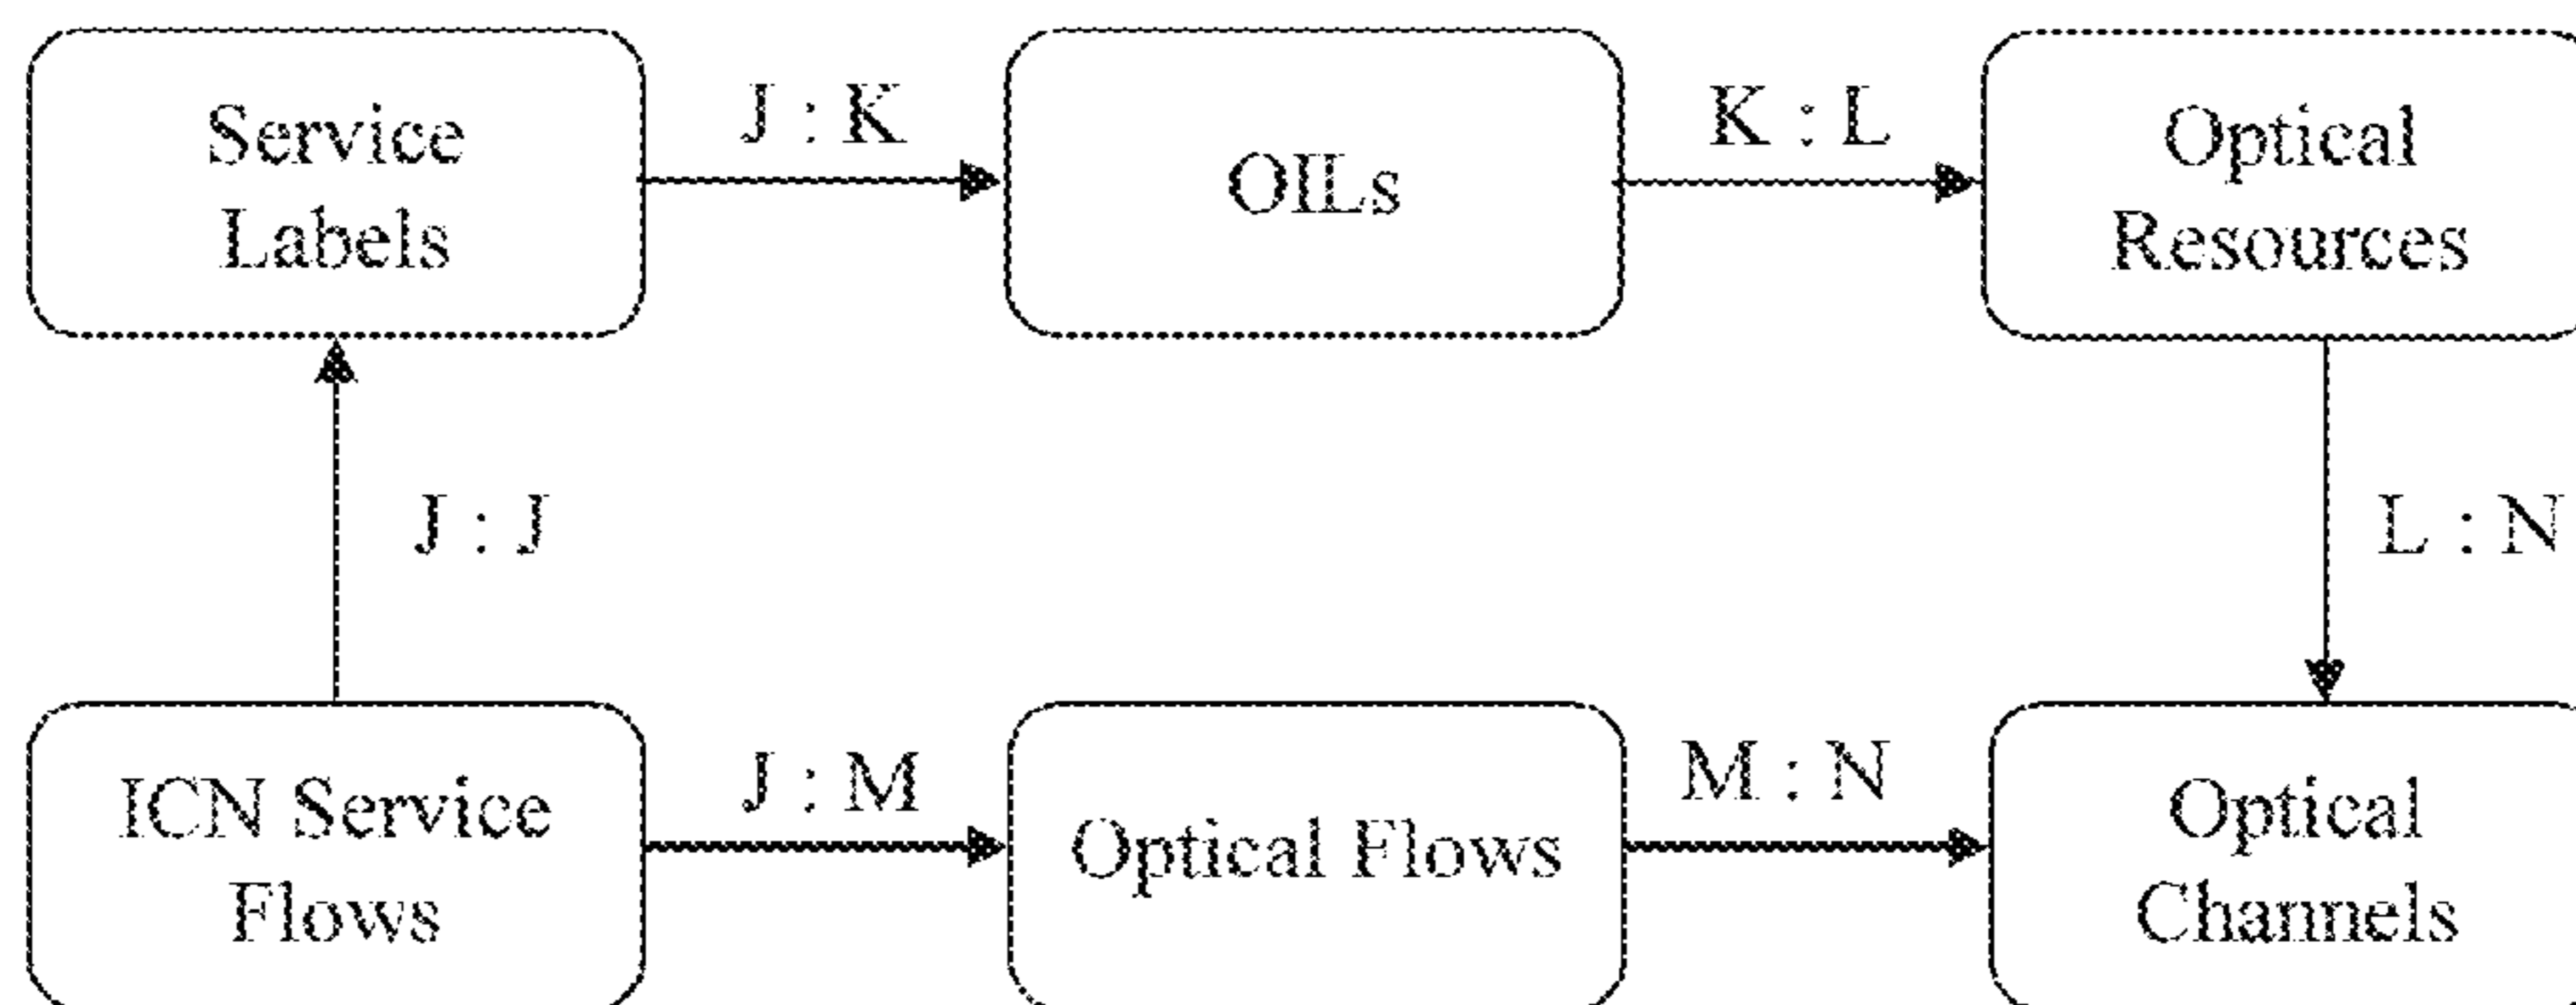 Service
Labels
J : K
OILs
K : L
Optical
Resources
J : J
L : N
ICN Service
Flows
J : M
Optical Flows
M : N
Optical
Channels